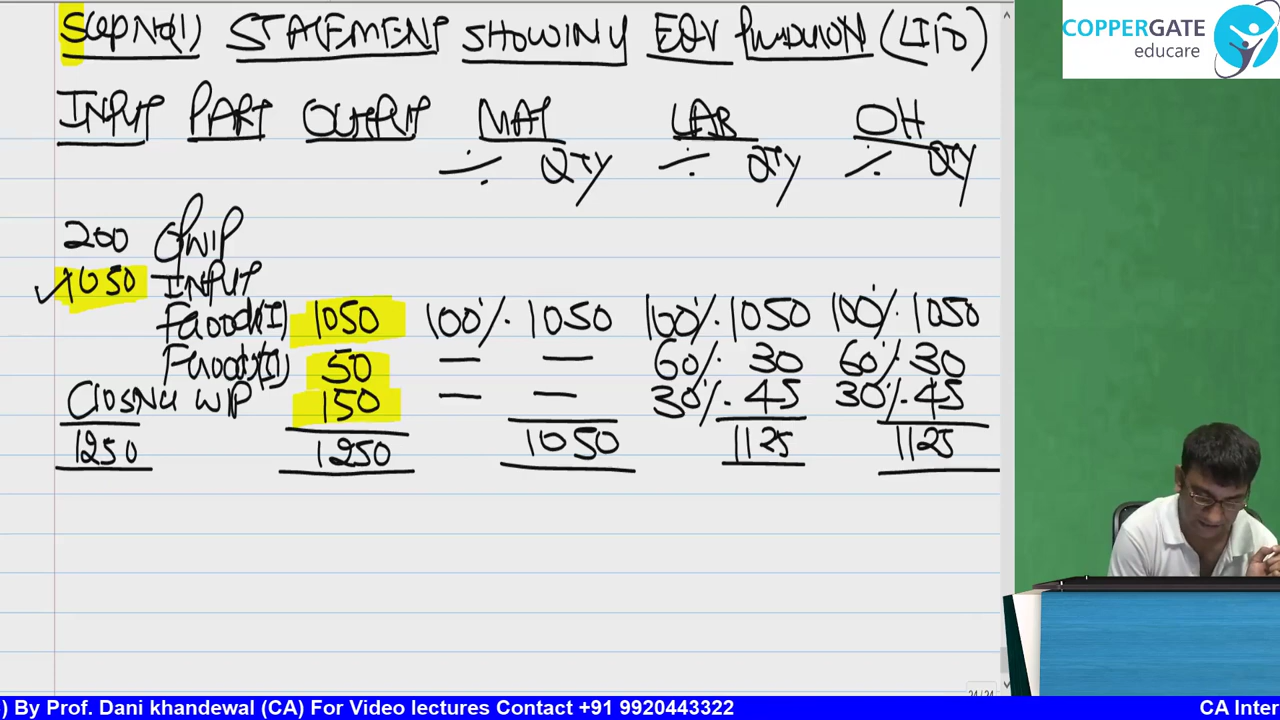 COPPERGATE
educare
STEP NO(1) STATEMENT SHOWING EQV PRODUCTION (LIFO)
INPUT PART OUTPUT MAT LAB OH
% QTY % QTY % QTY
200 OPWIP
✓1050 INPUT
FGOOD(I) 1050 100% 1050 100% 1050 100% 1050
FGOOD(II) 50 — — 60% 30 60% 30
CLOSING WIP 150 — — 30% 45 30% 45
1250 1250 1050 1125 1125
24 / 24
) By Prof. Dani khandewal (CA) For Video lectures Contact +91 9920443322 CA Inter